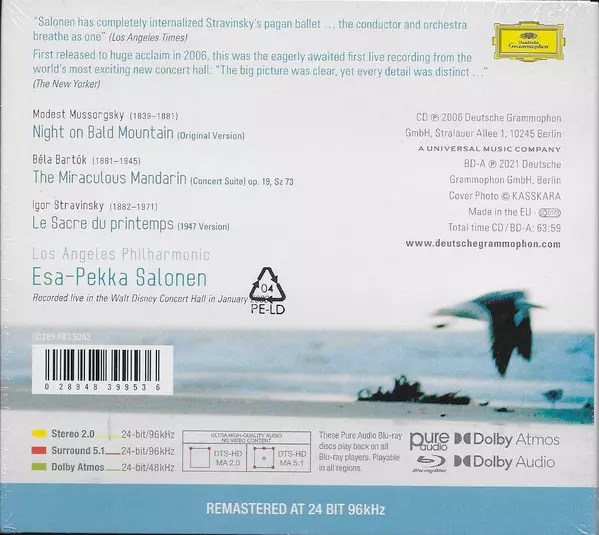 "Salonen has completely internalized Stravinsky's pagan ballet … the conductor and orchestra
breathe as one" (Los Angeles Times)
First released to huge acclaim in 2006, this was the eagerly awaited first live recording from
the world's most exciting new concert hall: "The big picture was clear, yet every detail was distinct …"
(The New Yorker)
Deutsche
Grammophon
Modest Mussorgsky (1839–1881)
Night on Bald Mountain (Original Version)
Béla Bartók (1881–1945)
The Miraculous Mandarin (Concert Suite) op. 19, Sz 73
Igor Stravinsky (1882–1971)
Le Sacre du printemps (1947 Version)
Los Angeles Philharmonic
Esa-Pekka Salonen
Recorded live in the Walt Disney Concert Hall in January
CD ℗ 2006 Deutsche Grammophon
GmbH, Stralauer Allee 1, 10245 Berlin
A UNIVERSAL MUSIC COMPANY
BD-A ℗ 2021 Deutsche
Grammophon GmbH, Berlin
Cover Photo © KASSKARA
Made in the EU
Total time CD/BD-A: 63:59
www.deutschegrammophon.com
04
PE-LD
0 28948 39953 6
Stereo 2.0 24-bit/96kHz
Surround 5.1 24-bit/96kHz
Dolby Atmos 24-bit/48kHz
ULTRA HIGH-QUALITY AUDIO
NO VIDEO CONTENT
DTS-HD
MA 2.0
DTS-HD
MA 5.1
These Pure Audio Blu-ray
discs play back on all
Blu-ray players. Playable
in all regions.
pure
audio
Blu-ray
Dolby Atmos
Dolby Audio
REMASTERED AT 24 BIT 96kHz